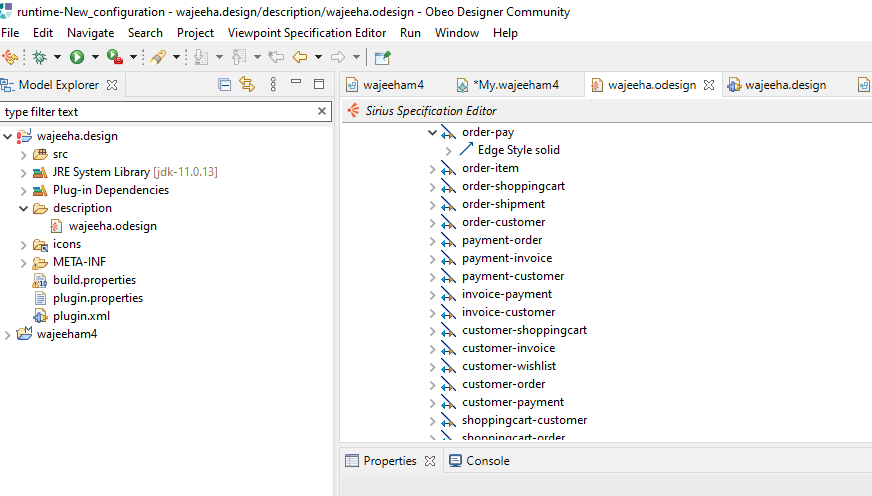 runtime-New_configuration - wajeeha.design/description/wajeeha.odesign - Obeo Designer Community
File Edit Navigate Search Project Viewpoint Specification Editor Run Window Help
Model Explorer
type filter text
wajeeha.design
src
JRE System Library [jdk-11.0.13]
Plug-in Dependencies
description
wajeeha.odesign
icons
META-INF
build.properties
plugin.properties
plugin.xml
wajeeham4
wajeeham4 *My.wajeeham4 wajeeha.odesign wajeeha.design
Sirius Specification Editor
order-pay
Edge Style solid
order-item
order-shoppingcart
order-shipment
order-customer
payment-order
payment-invoice
payment-customer
invoice-payment
invoice-customer
customer-shoppingcart
customer-invoice
customer-wishlist
customer-order
customer-payment
shoppingcart-customer
shoppingcart-order
Properties Console